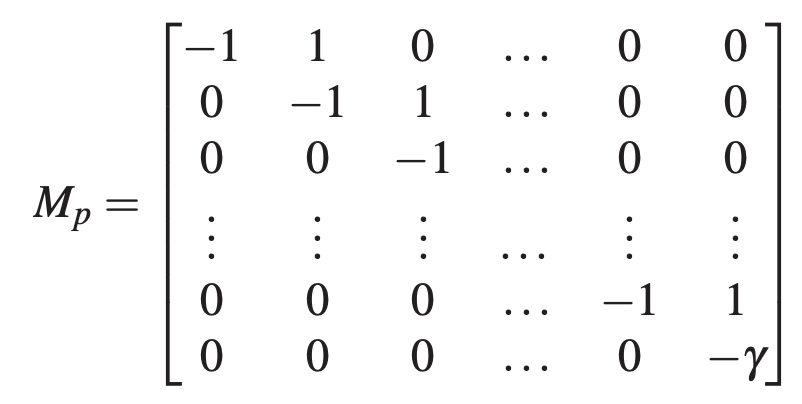 −1 1 0 … 0 0
0 −1 1 … 0 0
0 0 −1 … 0 0
M_p =
⋮ ⋮ ⋮ … ⋮ ⋮
0 0 0 … −1 1
0 0 0 … 0 −γ